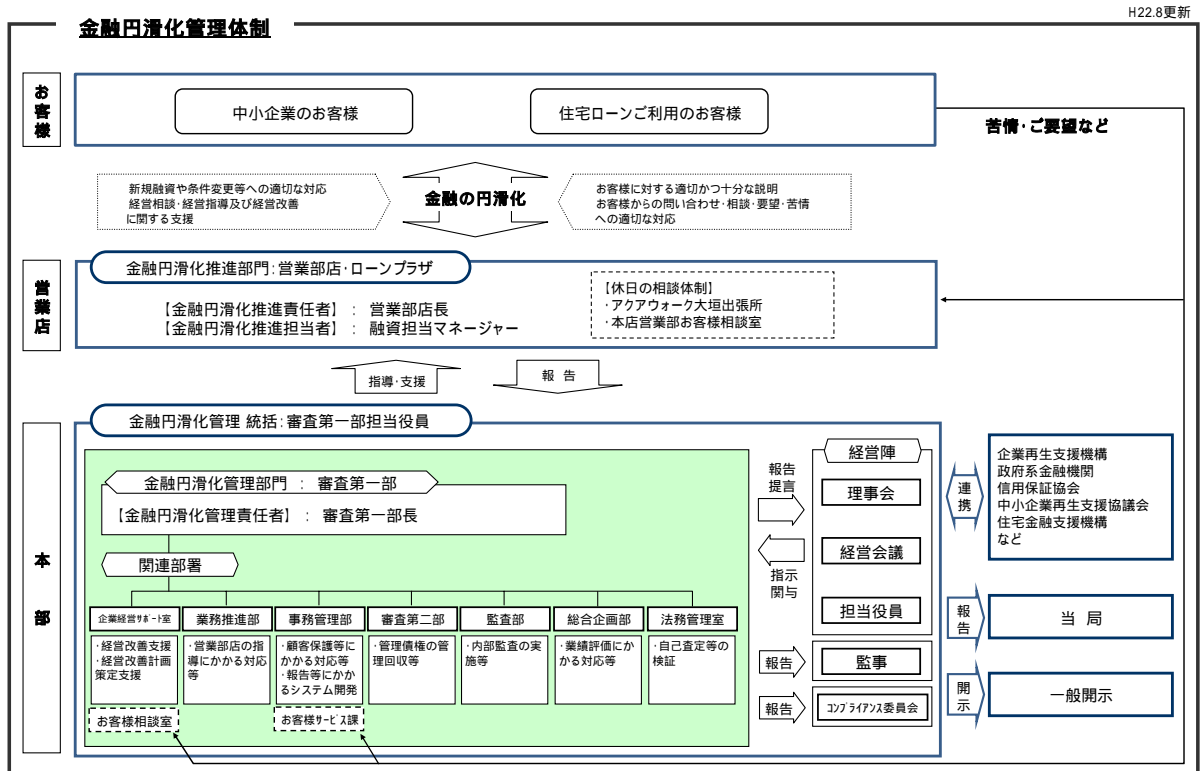 H22.8更新
金融円滑化管理体制
お客様
中小企業のお客様
住宅ローンご利用のお客様
苦情・ご要望など
新規融資や条件変更等への適切な対応
経営相談・経営指導及び経営改善
に関する支援
金融の円滑化
お客様に対する適切かつ十分な説明
お客様からの問い合わせ・相談・要望・苦情
への適切な対応
営業店
金融円滑化推進部門:営業部店・ローンプラザ
【金融円滑化推進責任者】 : 営業部店長
【金融円滑化推進担当者】 : 融資担当マネージャー
【休日の相談体制】
・アクアウォーク大垣出張所
・本店営業部お客様相談室
指導・支援
報 告
本部
金融円滑化管理 統括:審査第一部担当役員
金融円滑化管理部門 : 審査第一部
【金融円滑化管理責任者】 : 審査第一部長
関連部署
企業経営ｻﾎﾟｰﾄ室
・経営改善支援
・経営改善計画
策定支援
お客様相談室
業務推進部
・営業部店の指
導にかかる対応
等
事務管理部
・顧客保護等に
かかる対応等
・報告等にかか
るシステム開発
お客様ｻｰﾋﾞｽ課
審査第二部
・管理債権の管
理回収等
監査部
・内部監査の実
施等
総合企画部
・業績評価にか
かる対応等
法務管理室
・自己査定等の
検証
報告
提言
指示
関与
経営陣
理事会
経営会議
担当役員
報告
監事
報告
ｺﾝﾌﾟﾗｲｱﾝｽ委員会
連携
企業再生支援機構
政府系金融機関
信用保証協会
中小企業再生支援協議会
住宅金融支援機構
など
報告
当 局
開示
一般開示